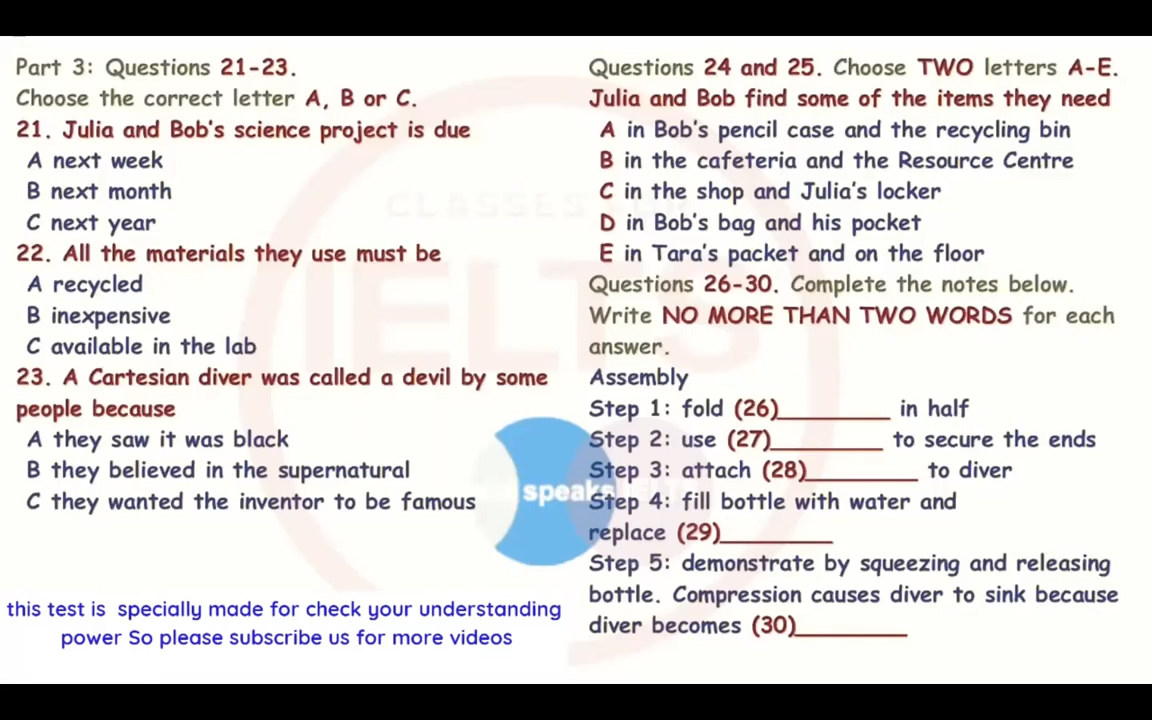 Part 3: Questions 21-23.
Choose the correct letter A, B or C.
21. Julia and Bob's science project is due
A next week
B next month
C next year
22. All the materials they use must be
A recycled
B inexpensive
C available in the lab
23. A Cartesian diver was called a devil by some
people because
A they saw it was black
B they believed in the supernatural
C they wanted the inventor to be famous
this test is specially made for check your understanding
power So please subscribe us for more videos
Questions 24 and 25. Choose TWO letters A-E.
Julia and Bob find some of the items they need
A in Bob's pencil case and the recycling bin
B in the cafeteria and the Resource Centre
C in the shop and Julia's locker
D in Bob's bag and his pocket
E in Tara's packet and on the floor
Questions 26-30. Complete the notes below.
Write NO MORE THAN TWO WORDS for each
answer.
Assembly
Step 1: fold (26)_________ in half
Step 2: use (27)_________ to secure the ends
Step 3: attach (28)_________ to diver
Step 4: fill bottle with water and
replace (29)_________
Step 5: demonstrate by squeezing and releasing
bottle. Compression causes diver to sink because
diver becomes (30)_________
CLASSES FOR
IELTS
speaks